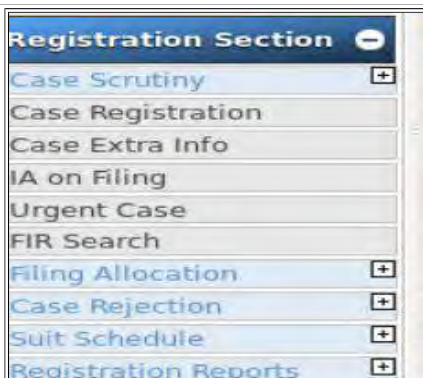 Registration Section
Case Scrutiny
Case Registration
Case Extra Info
IA on Filing
Urgent Case
FIR Search
Filing Allocation
Case Rejection
Suit Schedule
Registration Reports